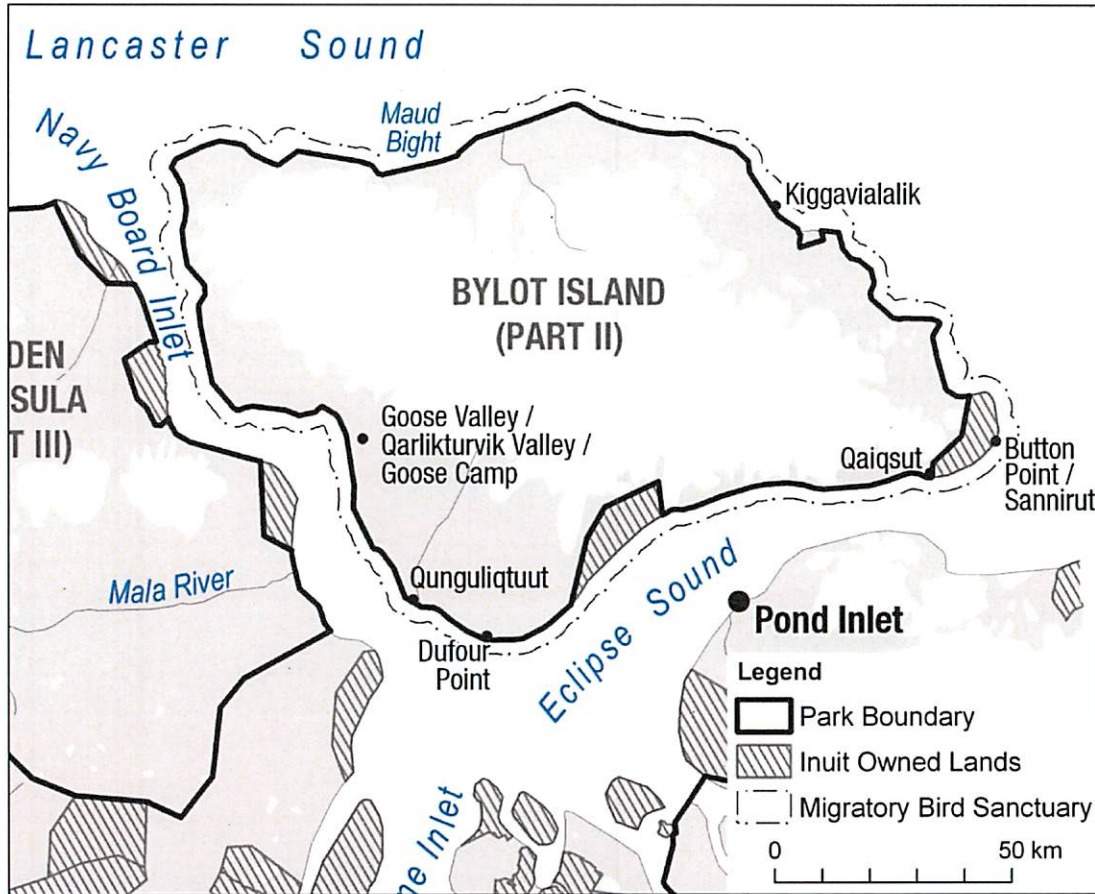 Lancaster Sound
Navy Board Inlet
Maud
Bight
Kiggavialalik
BYLOT ISLAND
(PART II)
DEN
SULA
T III)
Goose Valley /
Qarlikturvik Valley /
Goose Camp
Qaiqsut
Button
Point /
Sannirut
Mala River
Qunguliqtuut
Dufour
Point
Eclipse Sound
Pond Inlet
ne Inlet
Legend
Park Boundary
Inuit Owned Lands
Migratory Bird Sanctuary
0 50 km